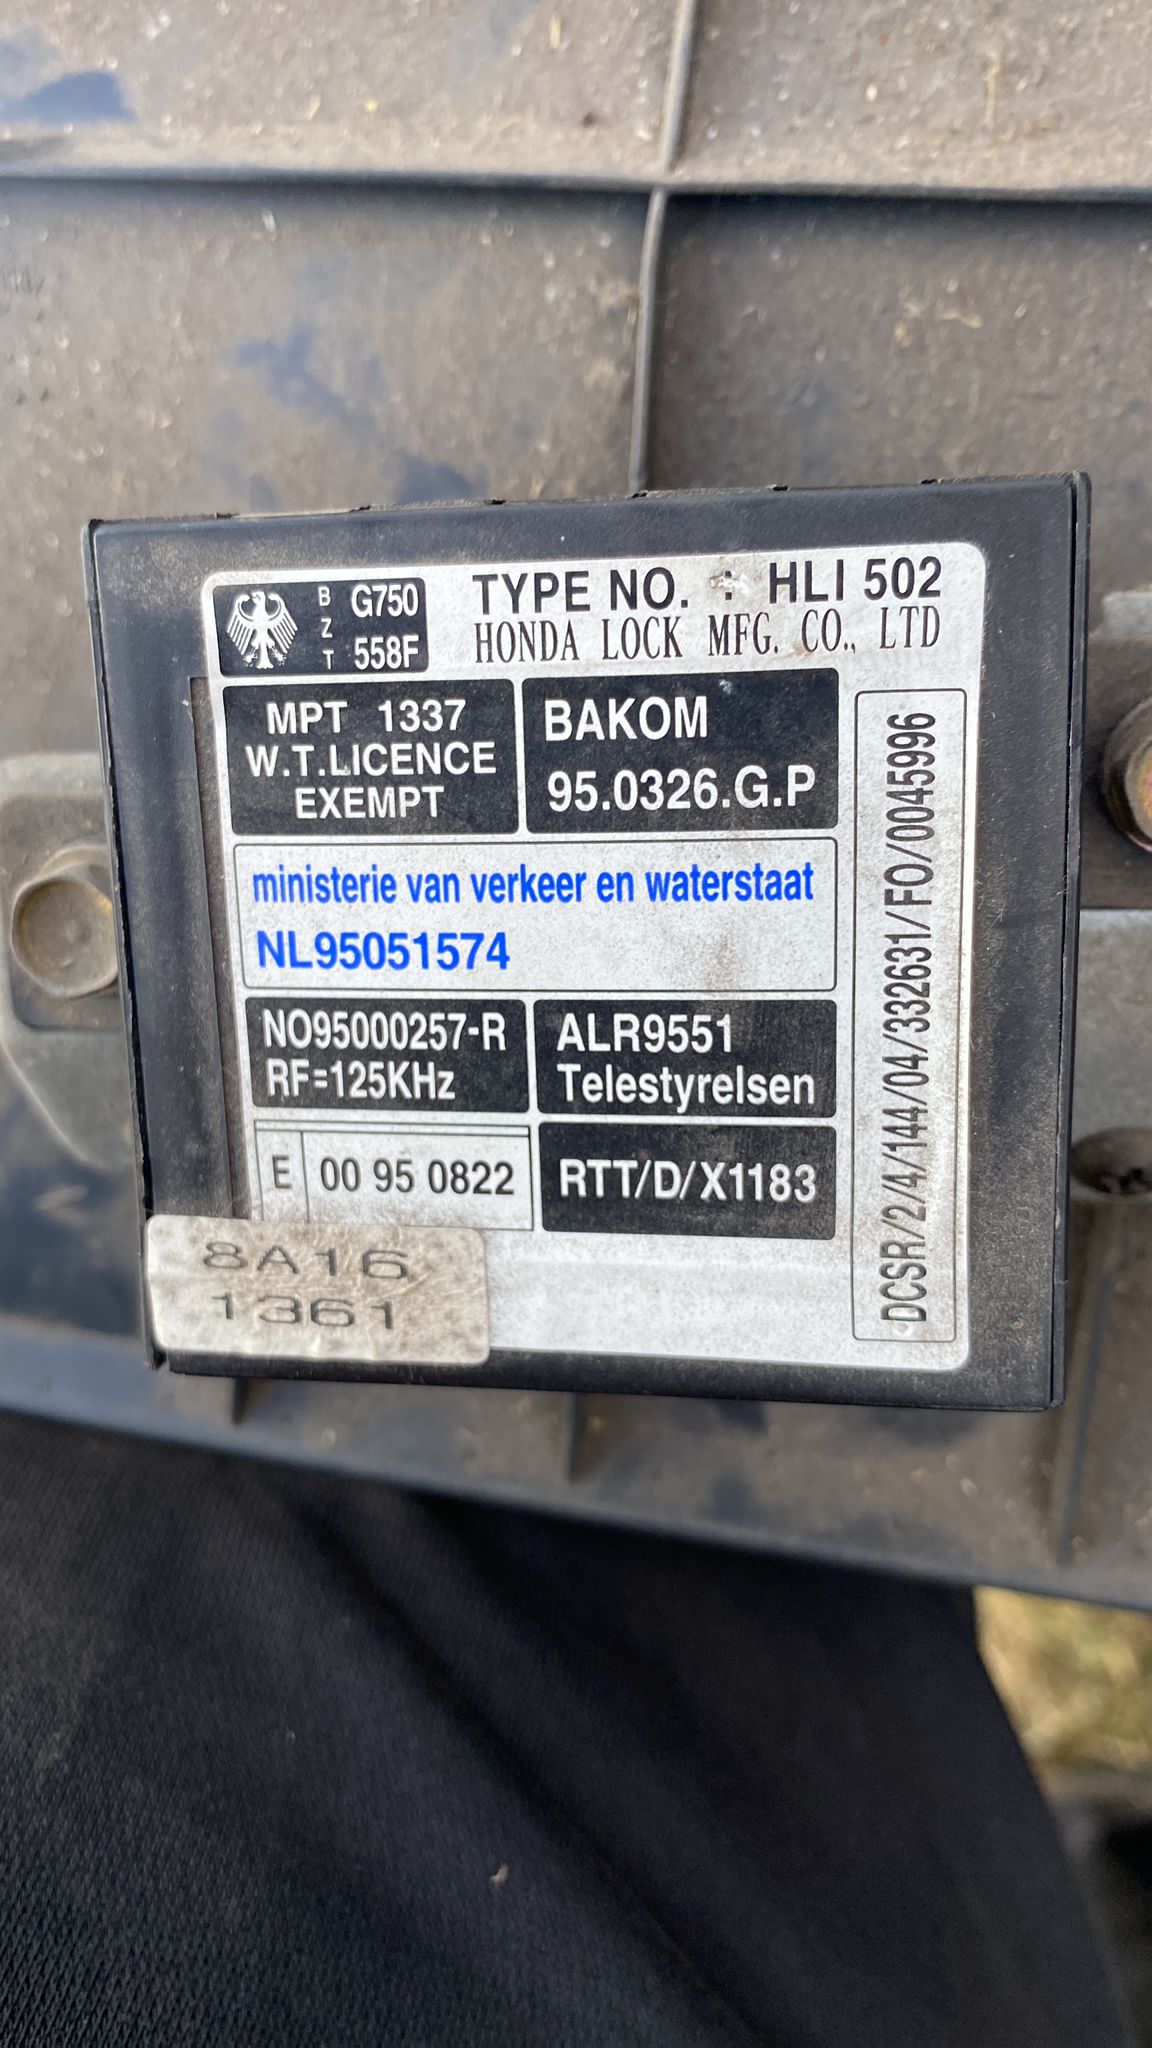 B Z T
G750
558F
TYPE NO. : HLI 502
HONDA LOCK MFG. CO., LTD
MPT 1337
W.T.LICENCE
EXEMPT
BAKOM
95.0326.G.P
ministerie van verkeer en waterstaat
NL95051574
NO95000257-R
RF=125KHz
ALR9551
Telestyrelsen
E 00 95 0822
RTT/D/X1183
DCSR/2/4/144/04/332631/FO/0045996
8A16
1361